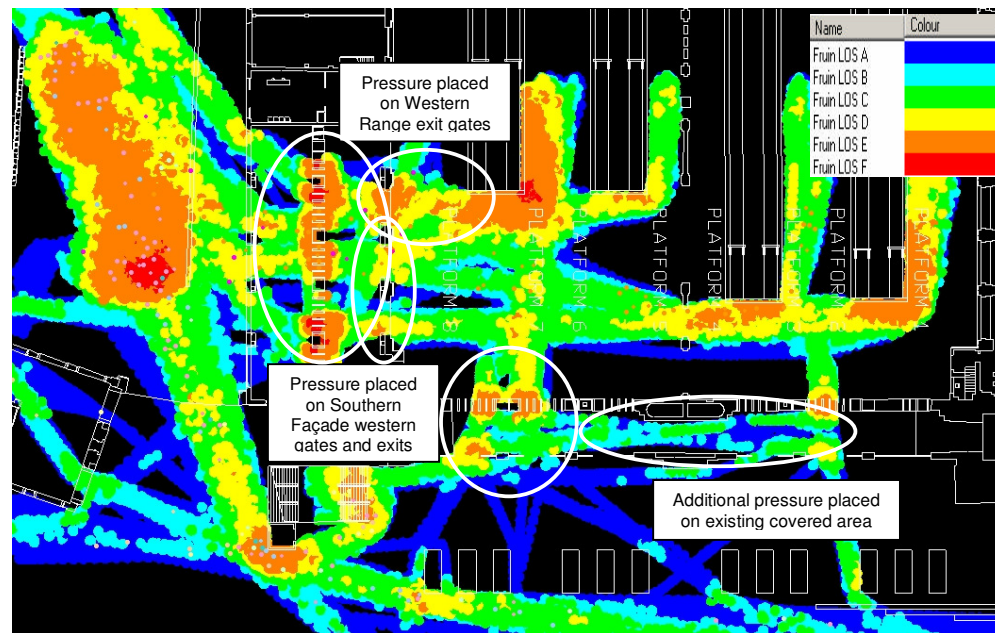 Name Colour
Fruin LOS A
Fruin LOS B
Fruin LOS C
Fruin LOS D
Fruin LOS E
Fruin LOS F
Pressure placed
on Western
Range exit gates
PLATFORM 8
PLATFORM 7
PLATFORM 6
PLATFORM 5
PLATFORM 4
PLATFORM
PLATFORM
PLATFORM 1
Pressure placed
on Southern
Façade western
gates and exits
Additional pressure placed
on existing covered area